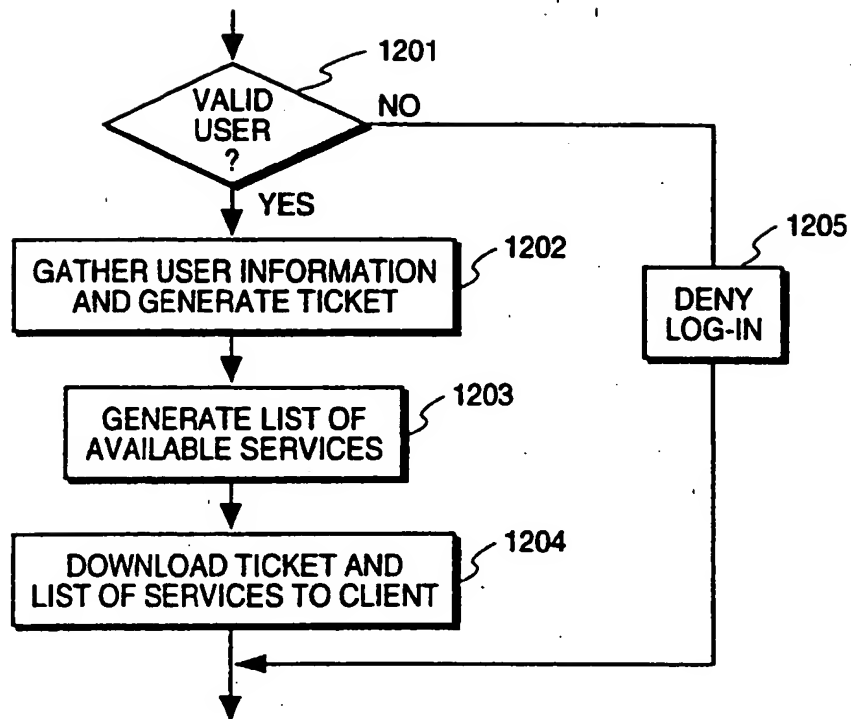 1201
VALID
USER
?
NO
YES
1202
GATHER USER INFORMATION
AND GENERATE TICKET
1205
DENY
LOG-IN
1203
GENERATE LIST OF
AVAILABLE SERVICES
1204
DOWNLOAD TICKET AND
LIST OF SERVICES TO CLIENT